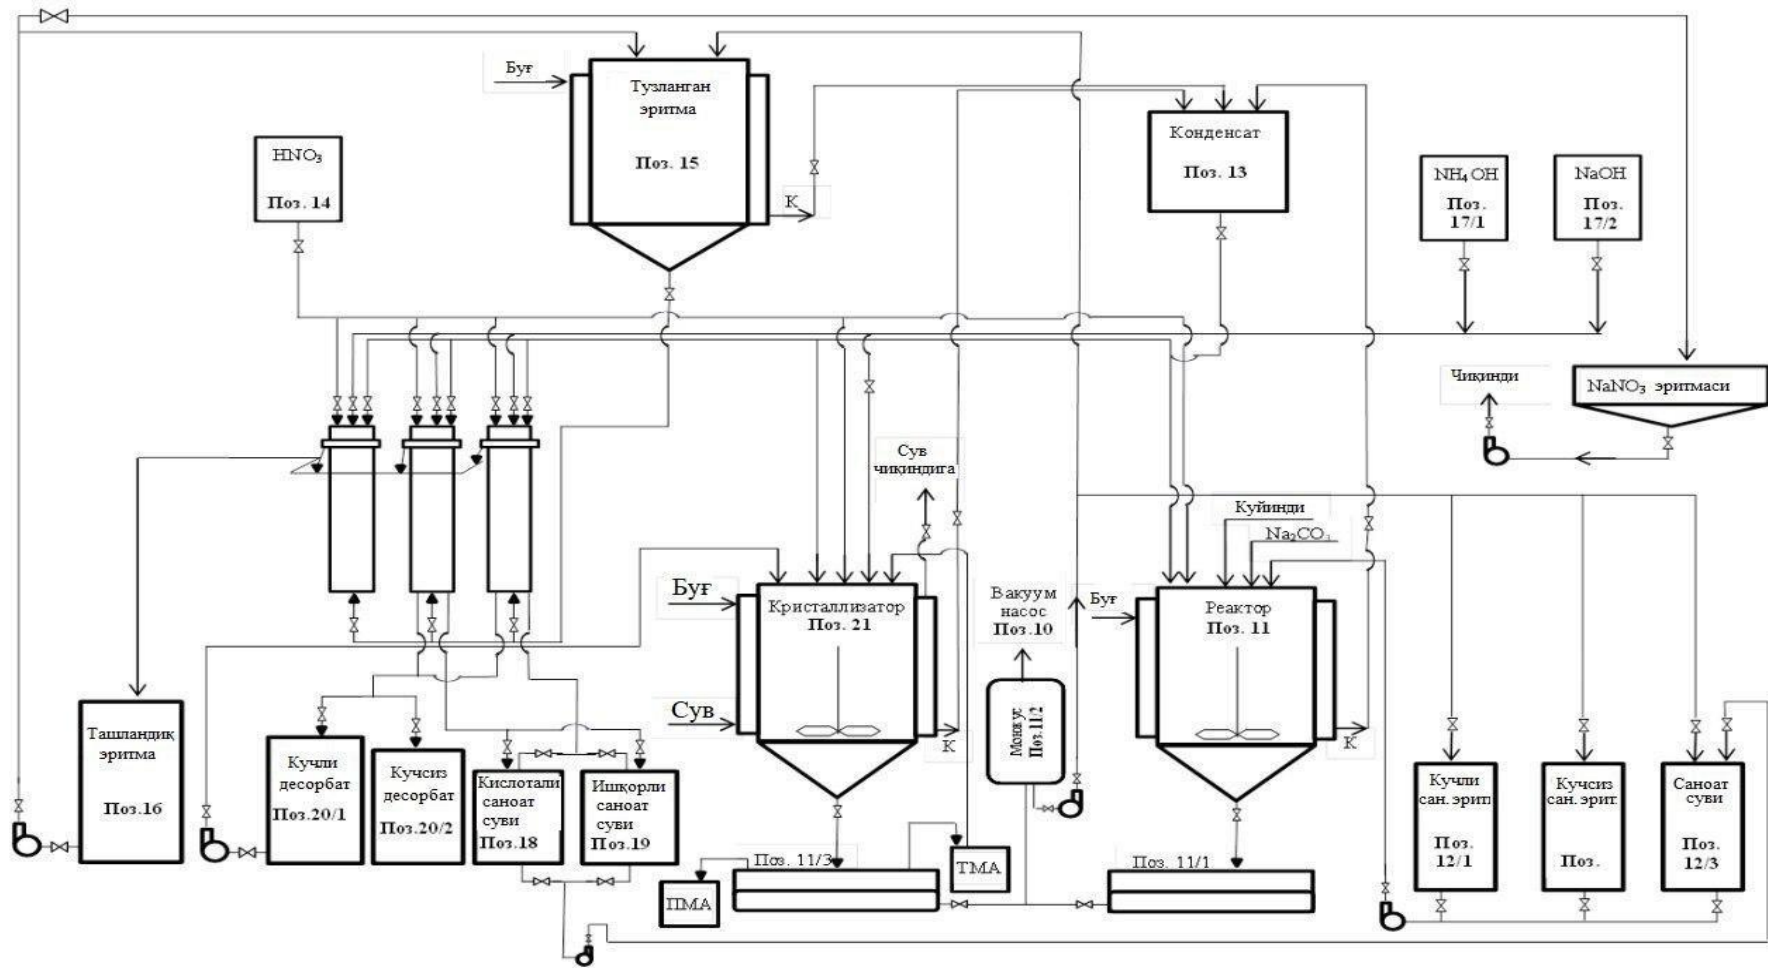 Буғ
Тузланган
эритма
Поз. 15
К
HNO₃
Поз. 14
Конденсат
Поз. 13
NH₄OH
Поз.
17/1
NaOH
Поз.
17/2
Чиқинди
NaNO₃ эритмаси
Сув
чиқиндига
Куйинди
Na₂CO₃
Буғ
Сув
Кристаллизатор
Поз. 21
К
Вакуум
насос
Поз.10
Буғ
Реактор
Поз. 11
К
Монжус
Поз. 11/2
Ташландиқ
эритма
Поз.16
Кучли
десорбат
Поз.20/1
Кучсиз
десорбат
Поз.20/2
Кислотали
саноат
суви
Поз.18
Ишқорли
саноат
суви
Поз.19
Поз. 11/3
ПМА
ТМА
Поз. 11/1
Кучли
сан. эрит
Поз.
12/1
Кучсиз
сан. эрит.
Поз.
Саноат
суви
Поз.
12/3